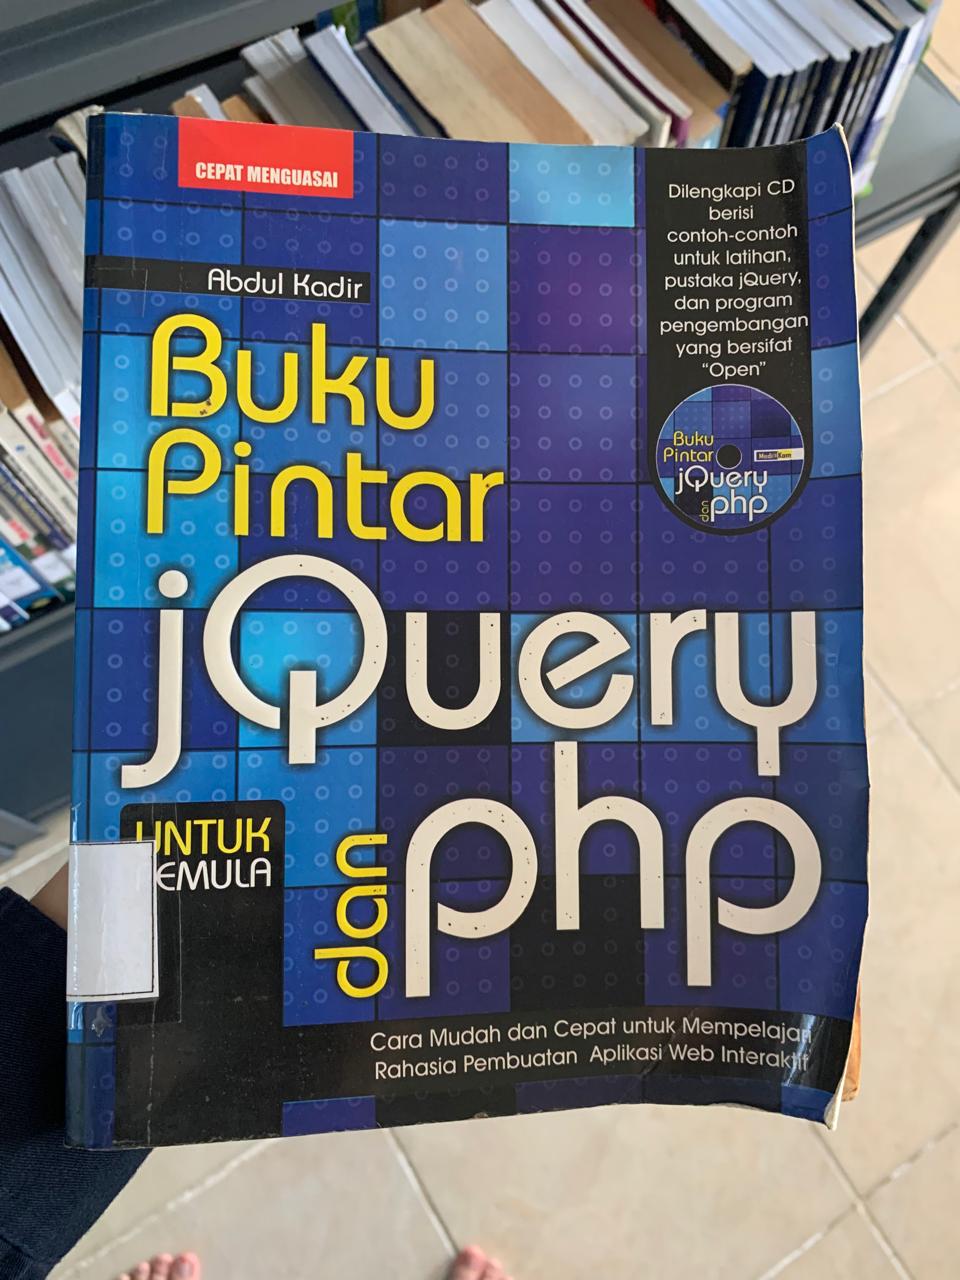 CEPAT MENGUASAI
Abdul Kadir
Buku
Pintar
jQuery
dan
php
UNTUK
EMULA
Dilengkapi CD
berisi
contoh-contoh
untuk latihan,
pustaka jQuery,
dan program
pengembangan
yang bersifat
"Open"
Buku
Pintar
jQuery
dan
php
Cara Mudah dan Cepat untuk Mempelajari
Rahasia Pembuatan Aplikasi Web Interaktif